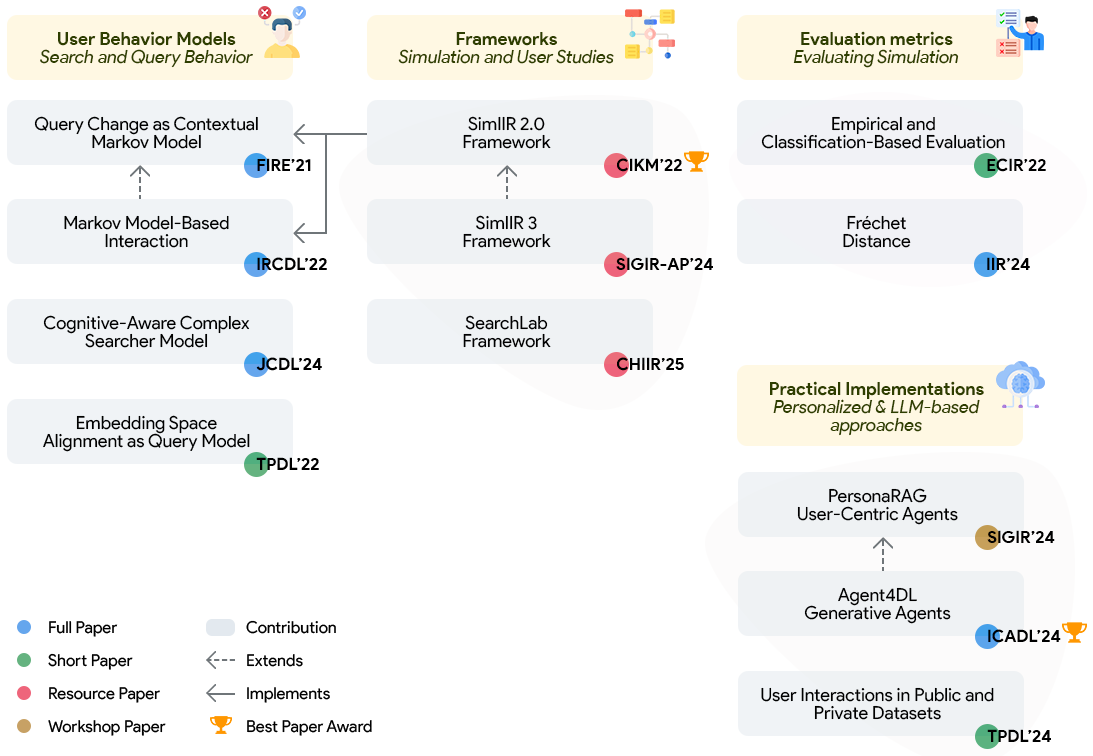 User Behavior Models
Search and Query Behavior
Query Change as Contextual
Markov Model
FIRE’21
Markov Model-Based
Interaction
IRCDL’22
Cognitive-Aware Complex
Searcher Model
JCDL’24
Embedding Space
Alignment as Query Model
TPDL’22
Frameworks
Simulation and User Studies
SimIIR 2.0
Framework
CIKM’22
SimIIR 3
Framework
SIGIR-AP’24
SearchLab
Framework
CHIIR’25
Evaluation metrics
Evaluating Simulation
Empirical and
Classification-Based Evaluation
ECIR’22
Fréchet
Distance
IIR’24
Practical Implementations
Personalized & LLM-based
approaches
PersonaRAG
User-Centric Agents
SIGIR’24
Agent4DL
Generative Agents
ICADL’24
User Interactions in Public and
Private Datasets
TPDL’24
Full Paper
Short Paper
Resource Paper
Workshop Paper
Contribution
Extends
Implements
Best Paper Award